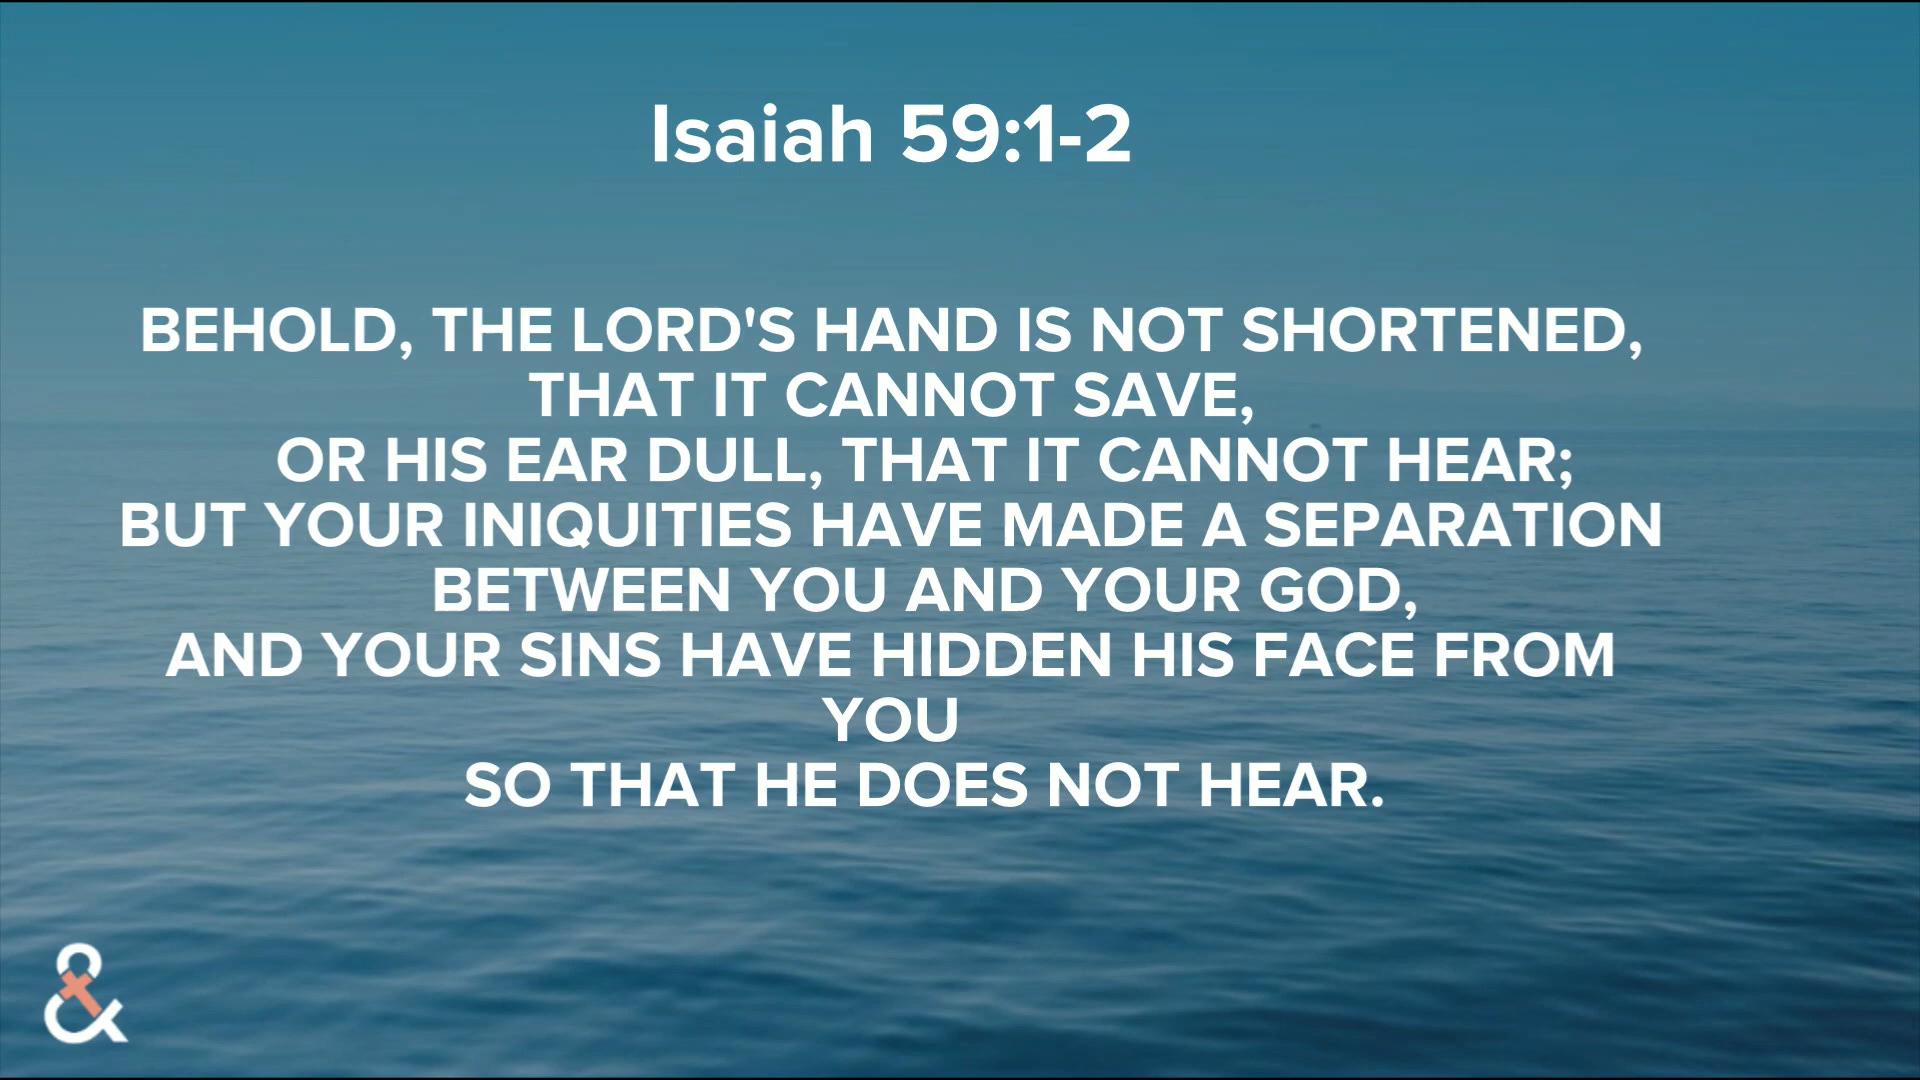 Isaiah 59:1-2
BEHOLD, THE LORD'S HAND IS NOT SHORTENED,
THAT IT CANNOT SAVE,
OR HIS EAR DULL, THAT IT CANNOT HEAR;
BUT YOUR INIQUITIES HAVE MADE A SEPARATION
BETWEEN YOU AND YOUR GOD,
AND YOUR SINS HAVE HIDDEN HIS FACE FROM
YOU
SO THAT HE DOES NOT HEAR.
&